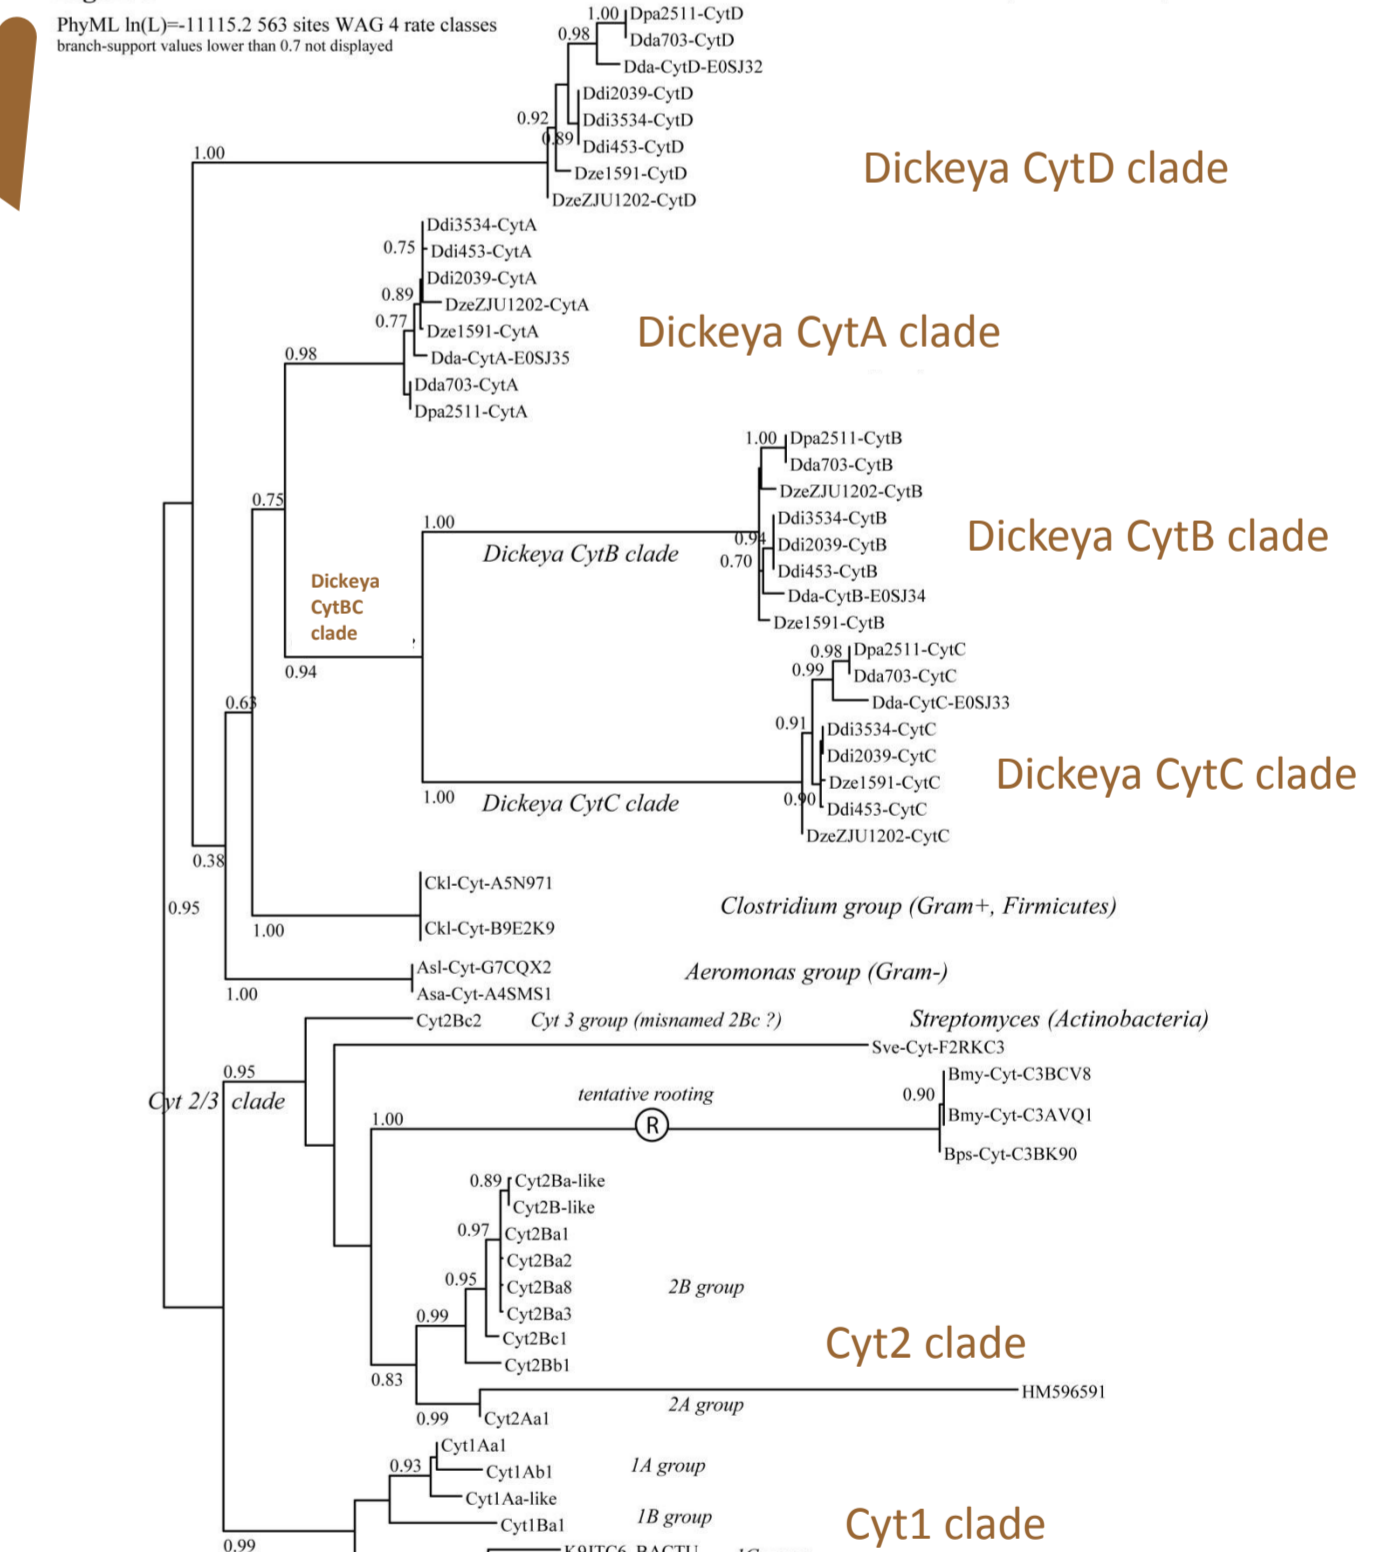 PhyML ln(L)=-11115.2 563 sites WAG 4 rate classes
branch-support values lower than 0.7 not displayed
1.00 Dpa2511-CytD
0.98 Dda703-CytD
Dda-CytD-E0SJ32
Ddi2039-CytD
0.92 Ddi3534-CytD
0.89 Ddi453-CytD
1.00 Dickeya CytD clade
Dze1591-CytD
DzeZJU1202-CytD
Ddi3534-CytA
0.75 Ddi453-CytA
Ddi2039-CytA
0.89 DzeZJU1202-CytA
0.77 Dze1591-CytA Dickeya CytA clade
0.98 Dda-CytA-E0SJ35
Dda703-CytA
Dpa2511-CytA
1.00 Dpa2511-CytB
Dda703-CytB
0.75 DzeZJU1202-CytB
1.00 Ddi3534-CytB
Dickeya CytB clade 0.94 Ddi2039-CytB Dickeya CytB clade
0.70 Ddi453-CytB
Dickeya
CytBC
clade
Dda-CytB-E0SJ34
Dze1591-CytB
0.94
0.98 Dpa2511-CytC
0.99 Dda703-CytC
0.63 Dda-CytC-E0SJ33
0.91 Ddi3534-CytC
Ddi2039-CytC
Dze1591-CytC Dickeya CytC clade
1.00 Dickeya CytC clade 0.90 Ddi453-CytC
DzeZJU1202-CytC
0.38
Ckl-Cyt-A5N971
0.95 Clostridium group (Gram+, Firmicutes)
1.00 Ckl-Cyt-B9E2K9
Asl-Cyt-G7CQX2 Aeromonas group (Gram-)
1.00 Asa-Cyt-A4SMS1
Cyt2Bc2 Cyt 3 group (misnamed 2Bc ?) Streptomyces (Actinobacteria)
Sve-Cyt-F2RKC3
0.95 Bmy-Cyt-C3BCV8
Cyt 2/3 clade tentative rooting 0.90
1.00 R Bmy-Cyt-C3AVQ1
Bps-Cyt-C3BK90
0.89 Cyt2Ba-like
Cyt2B-like
0.97 Cyt2Ba1
Cyt2Ba2
0.95 Cyt2Ba8 2B group
0.99 Cyt2Ba3
Cyt2Bc1 Cyt2 clade
Cyt2Bb1
0.83 HM596591
0.99 Cyt2Aa1 2A group
Cyt1Aa1
0.93 Cyt1Ab1 1A group
Cyt1Aa-like
Cyt1Ba1 1B group Cyt1 clade
0.99